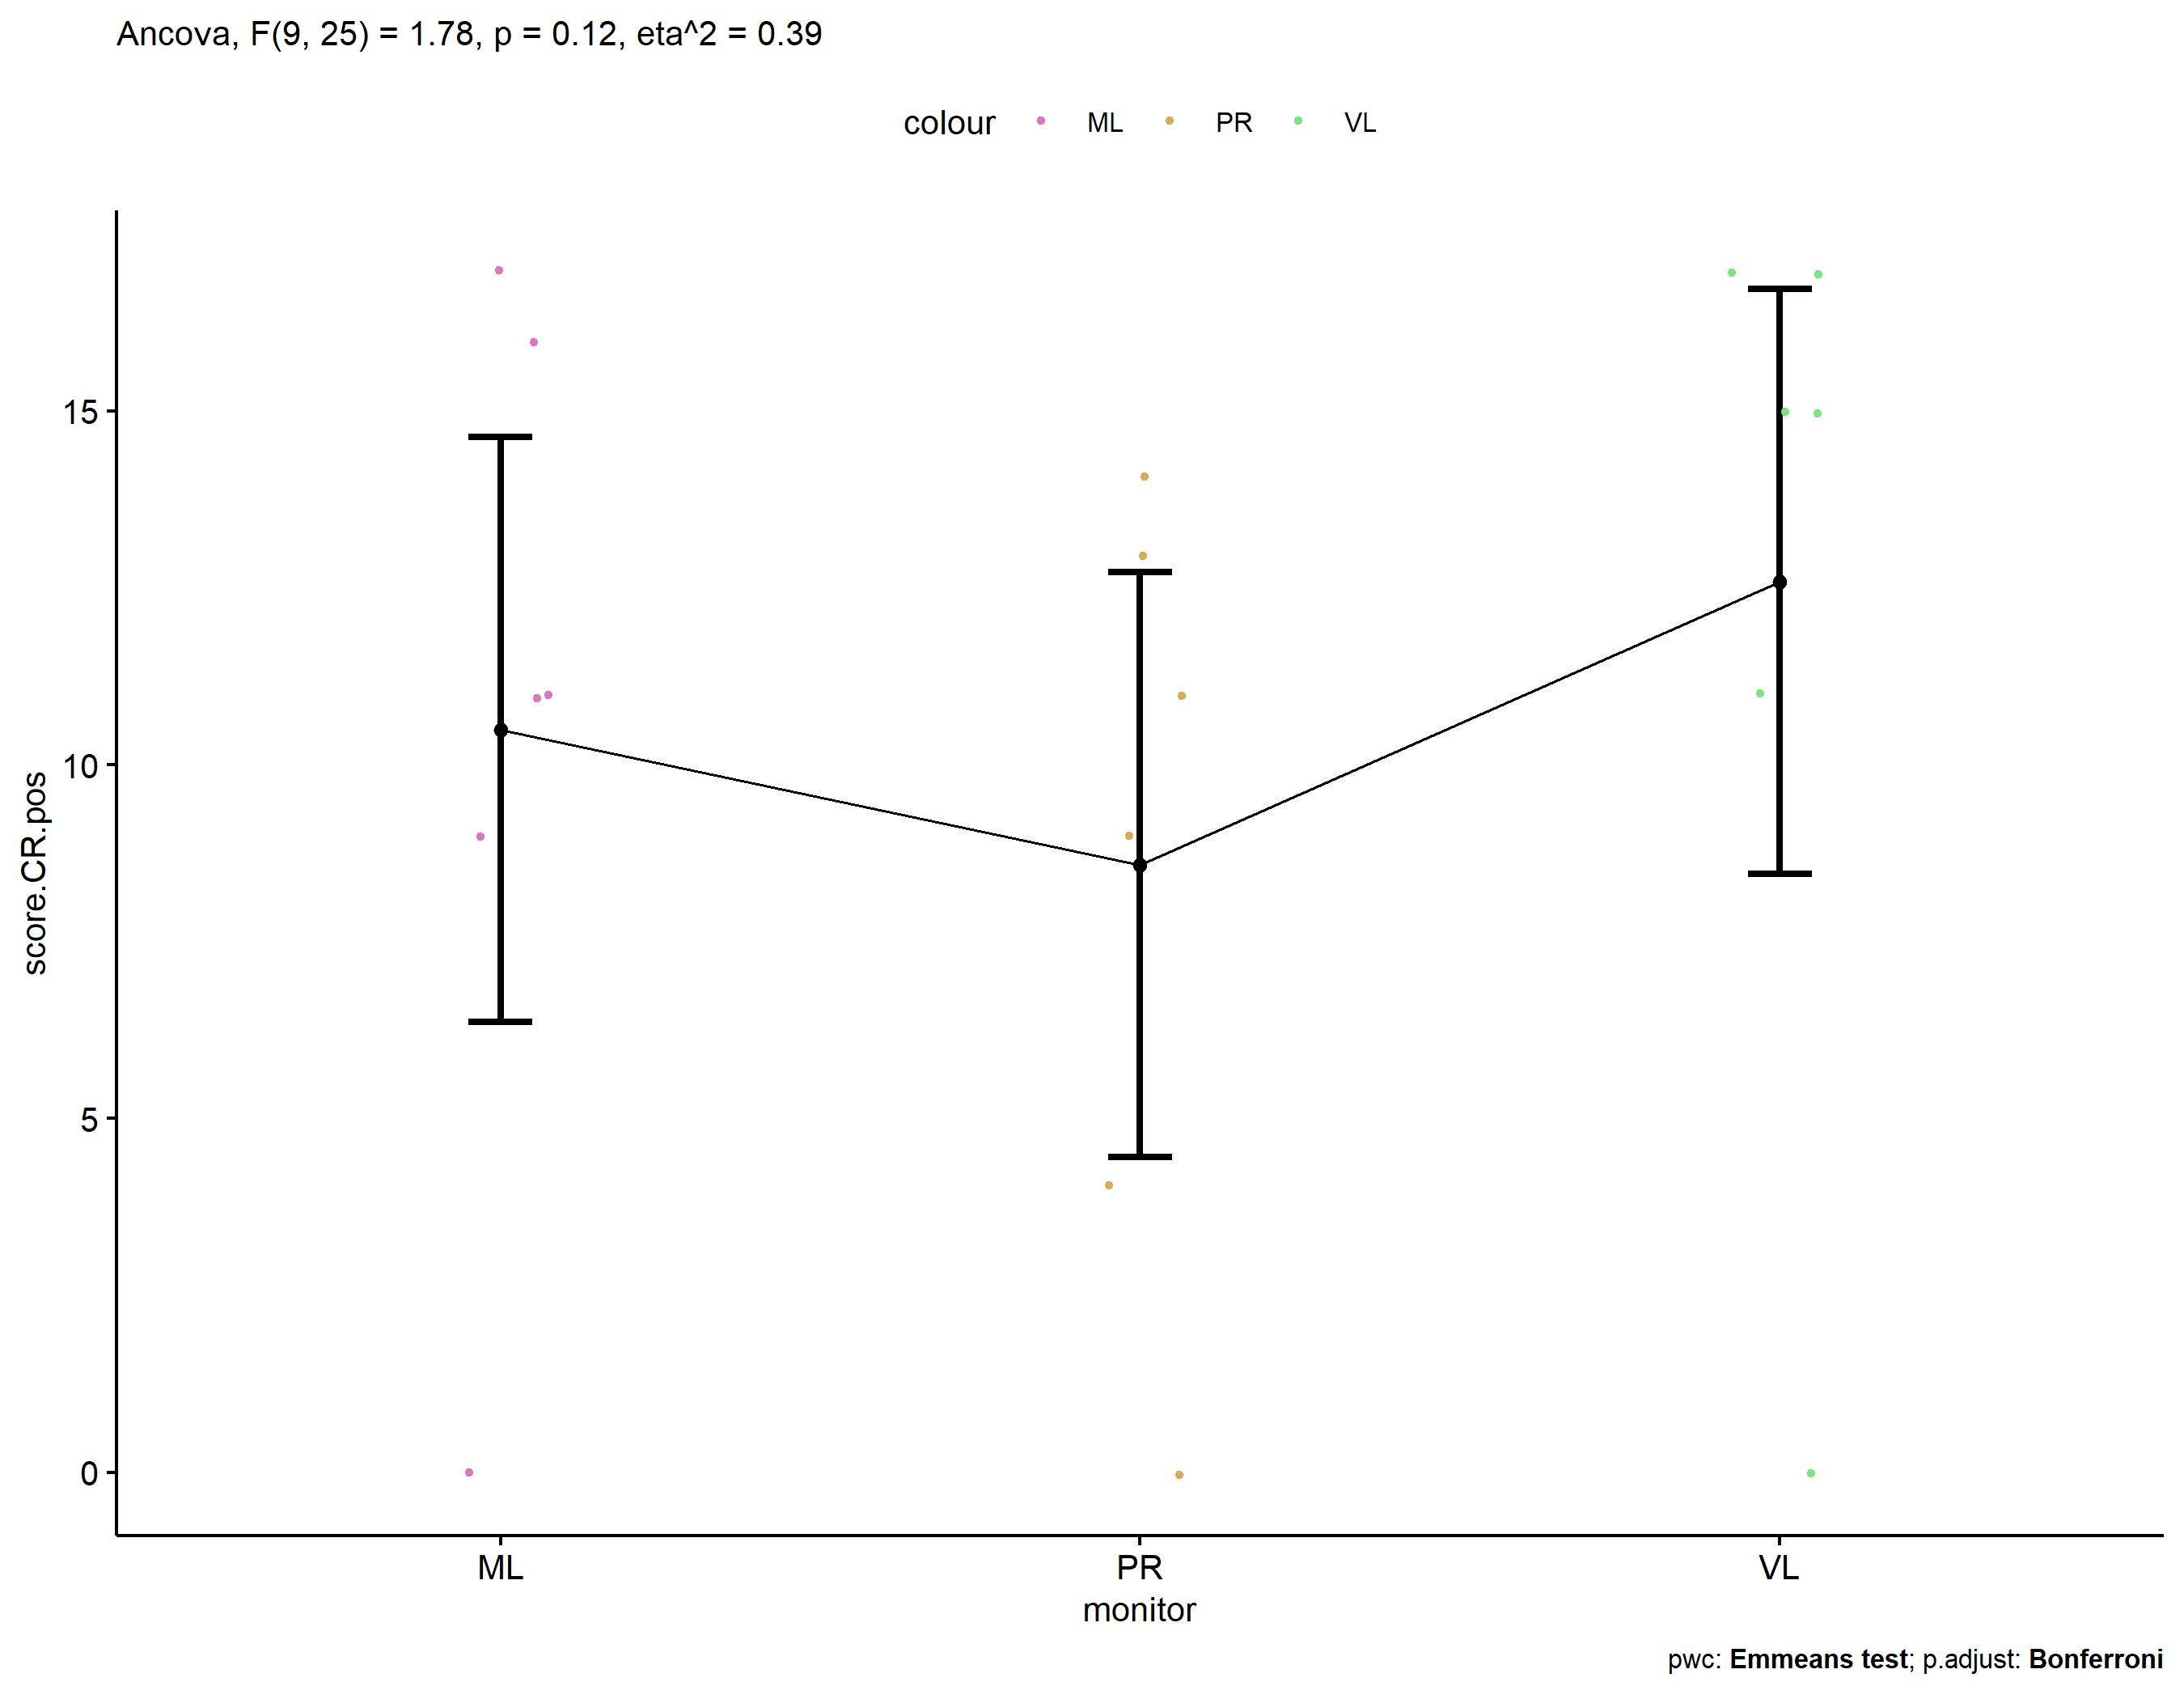 Ancova, F(9, 25) = 1.78, p = 0.12, eta^2 = 0.39
colour ML PR VL
15
10
5
0
score.CR.pos
ML PR VL
monitor
pwc: Emmeans test; p.adjust: Bonferroni